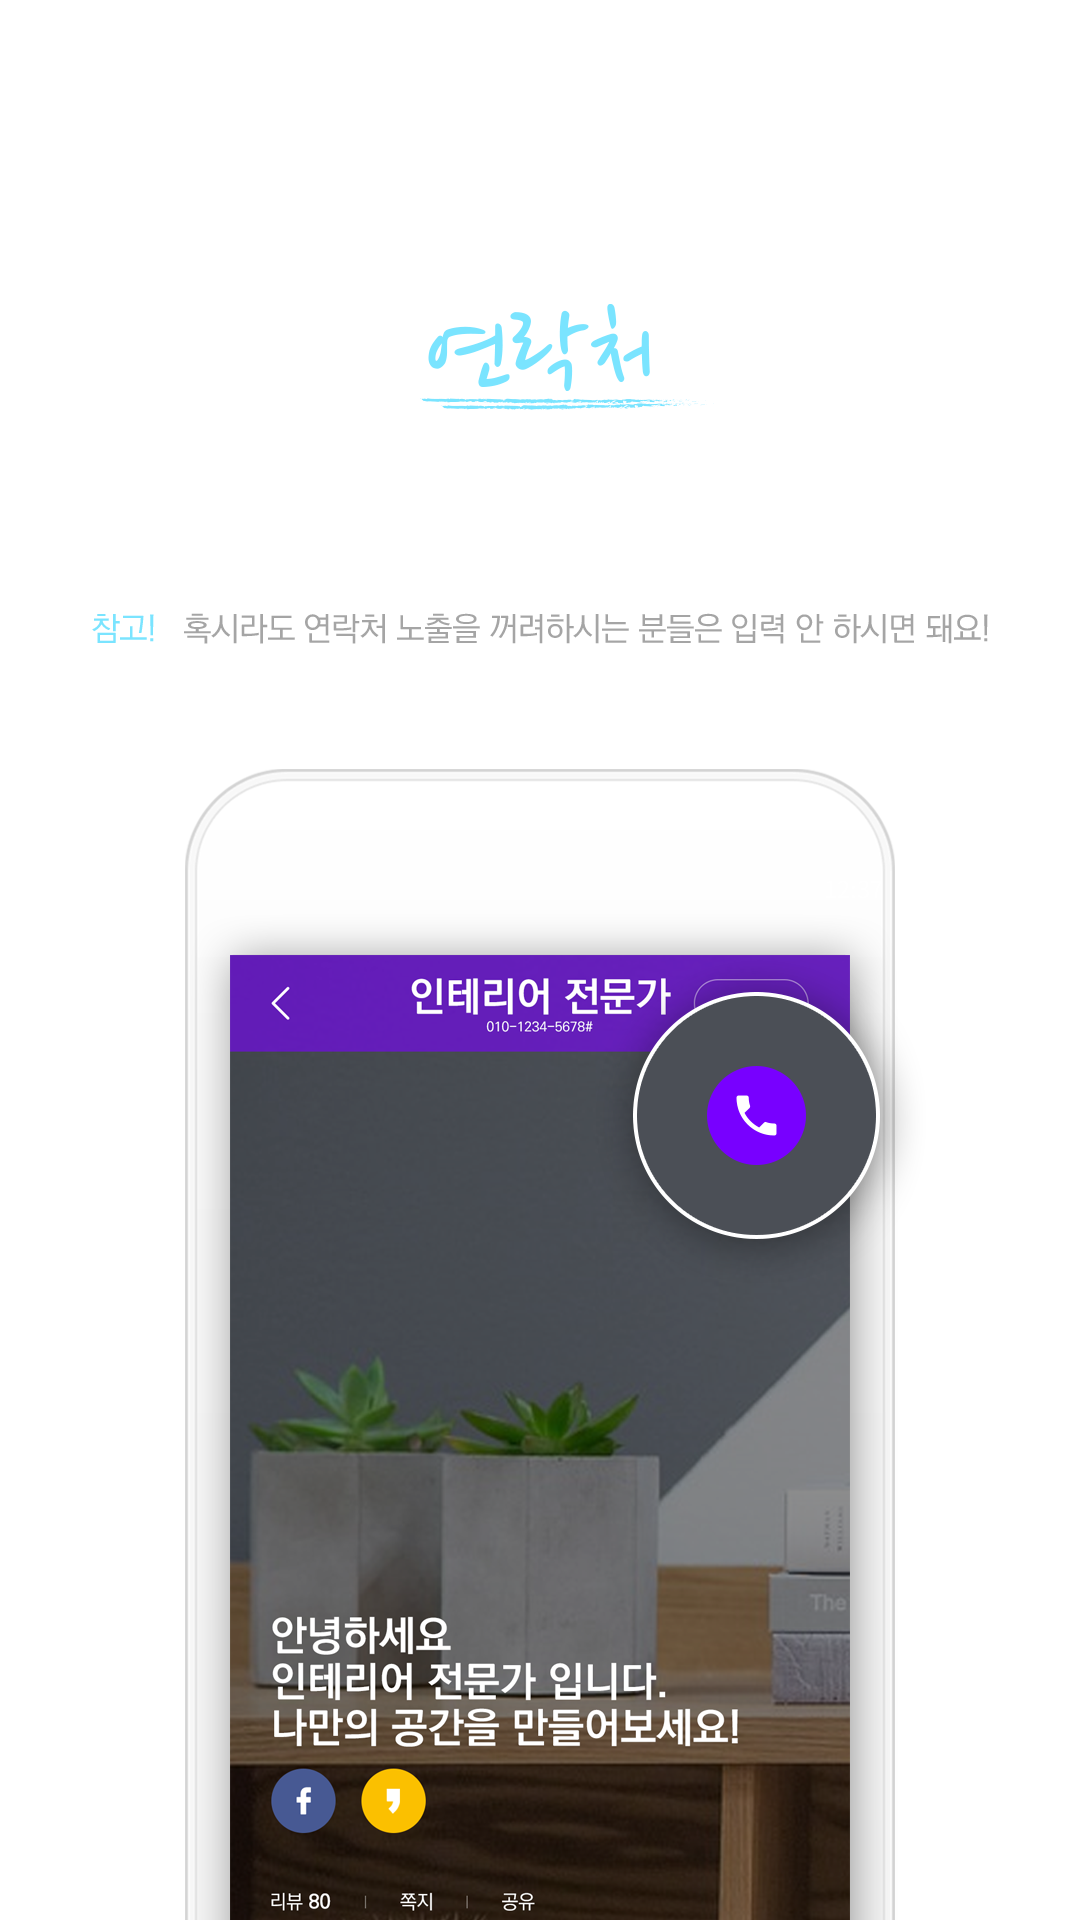 연락처
참고! 혹시라도 연락처 노출을 꺼려하시는 분들은 입력 안 하시면 돼요!
인테리어 전문가
010-1234-5678#
The
안녕하세요
인테리어 전문가 입니다.
나만의 공간을 만들어보세요!
리뷰 80 쪽지 공유